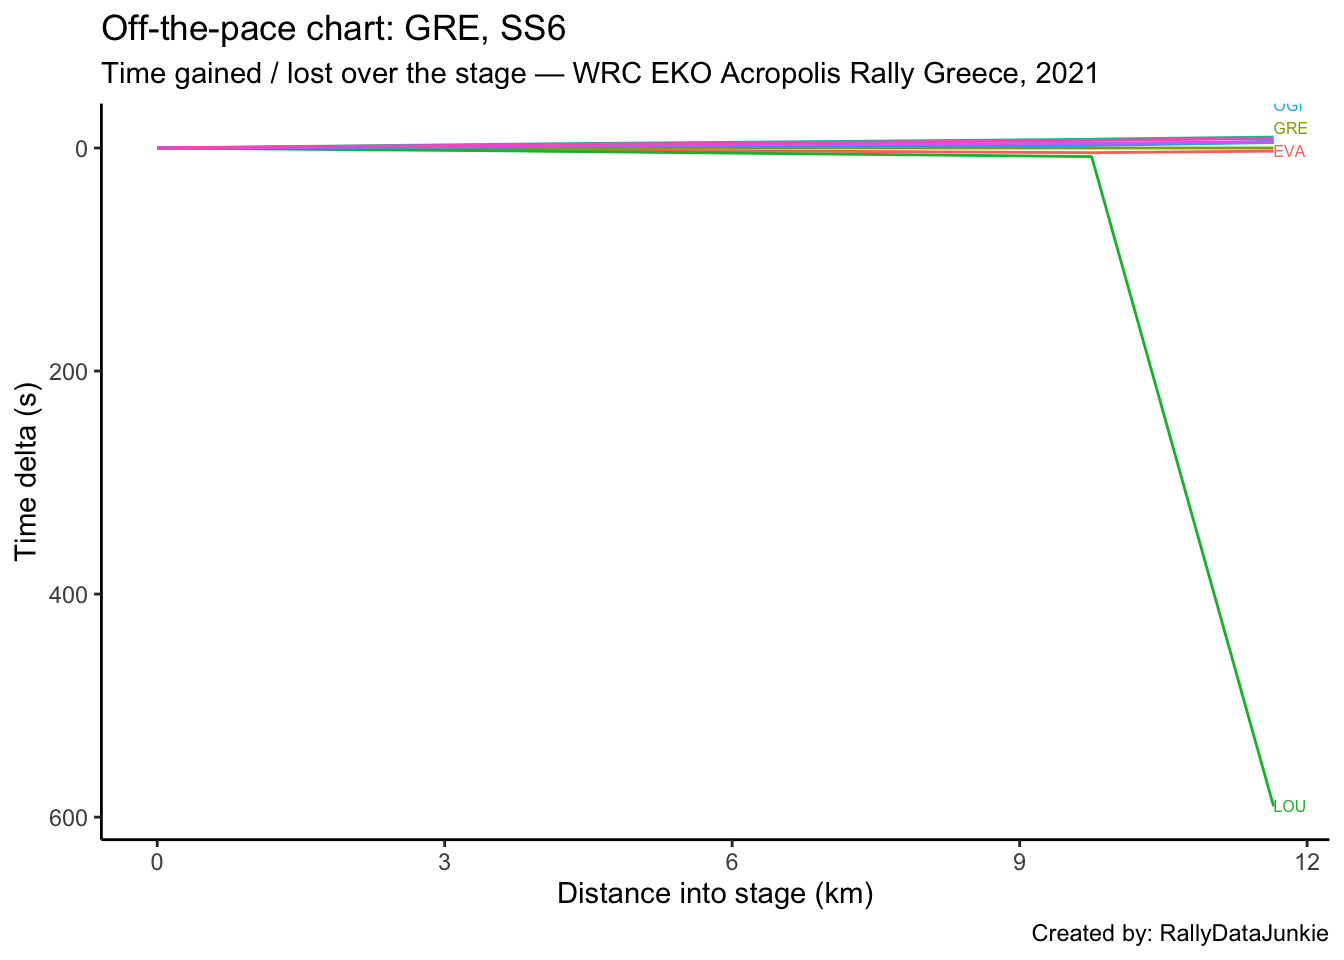 Off-the-pace chart: GRE, SS6
Time gained / lost over the stage — WRC EKO Acropolis Rally Greece, 2021
OGI
GRE
EVA
0
200
400
600
Time delta (s)
LOU
0 3 6 9 12
Distance into stage (km)
Created by: RallyDataJunkie